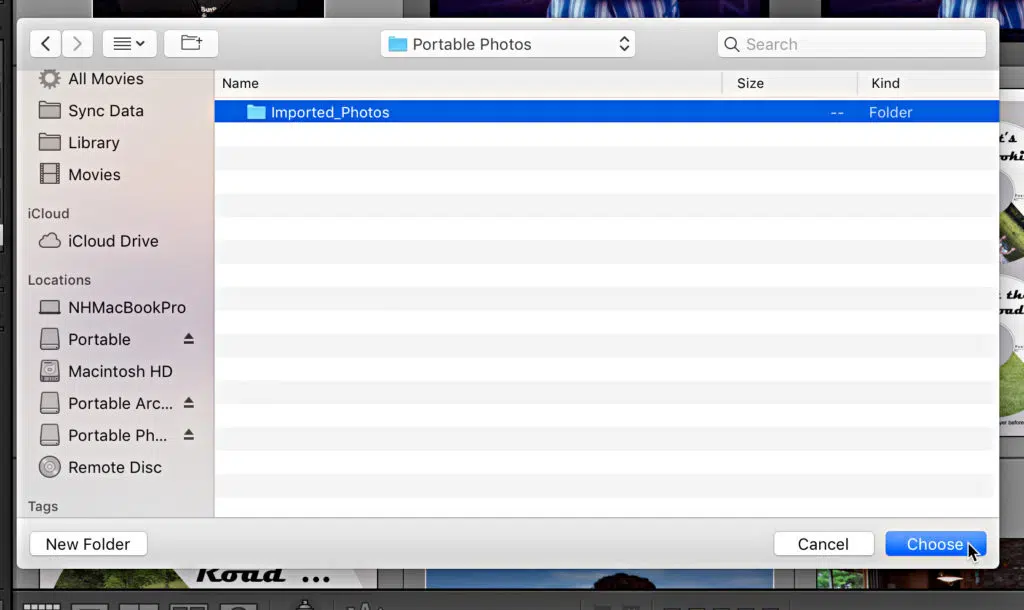 Portable Photos
Search
All Movies
Sync Data
Library
Movies
iCloud
iCloud Drive
Locations
NHMacBookPro
Portable
Macintosh HD
Portable Arc...
Portable Ph...
Remote Disc
Tags
Name Size Kind
Imported_Photos -- Folder
New Folder Cancel Choose
Road ...